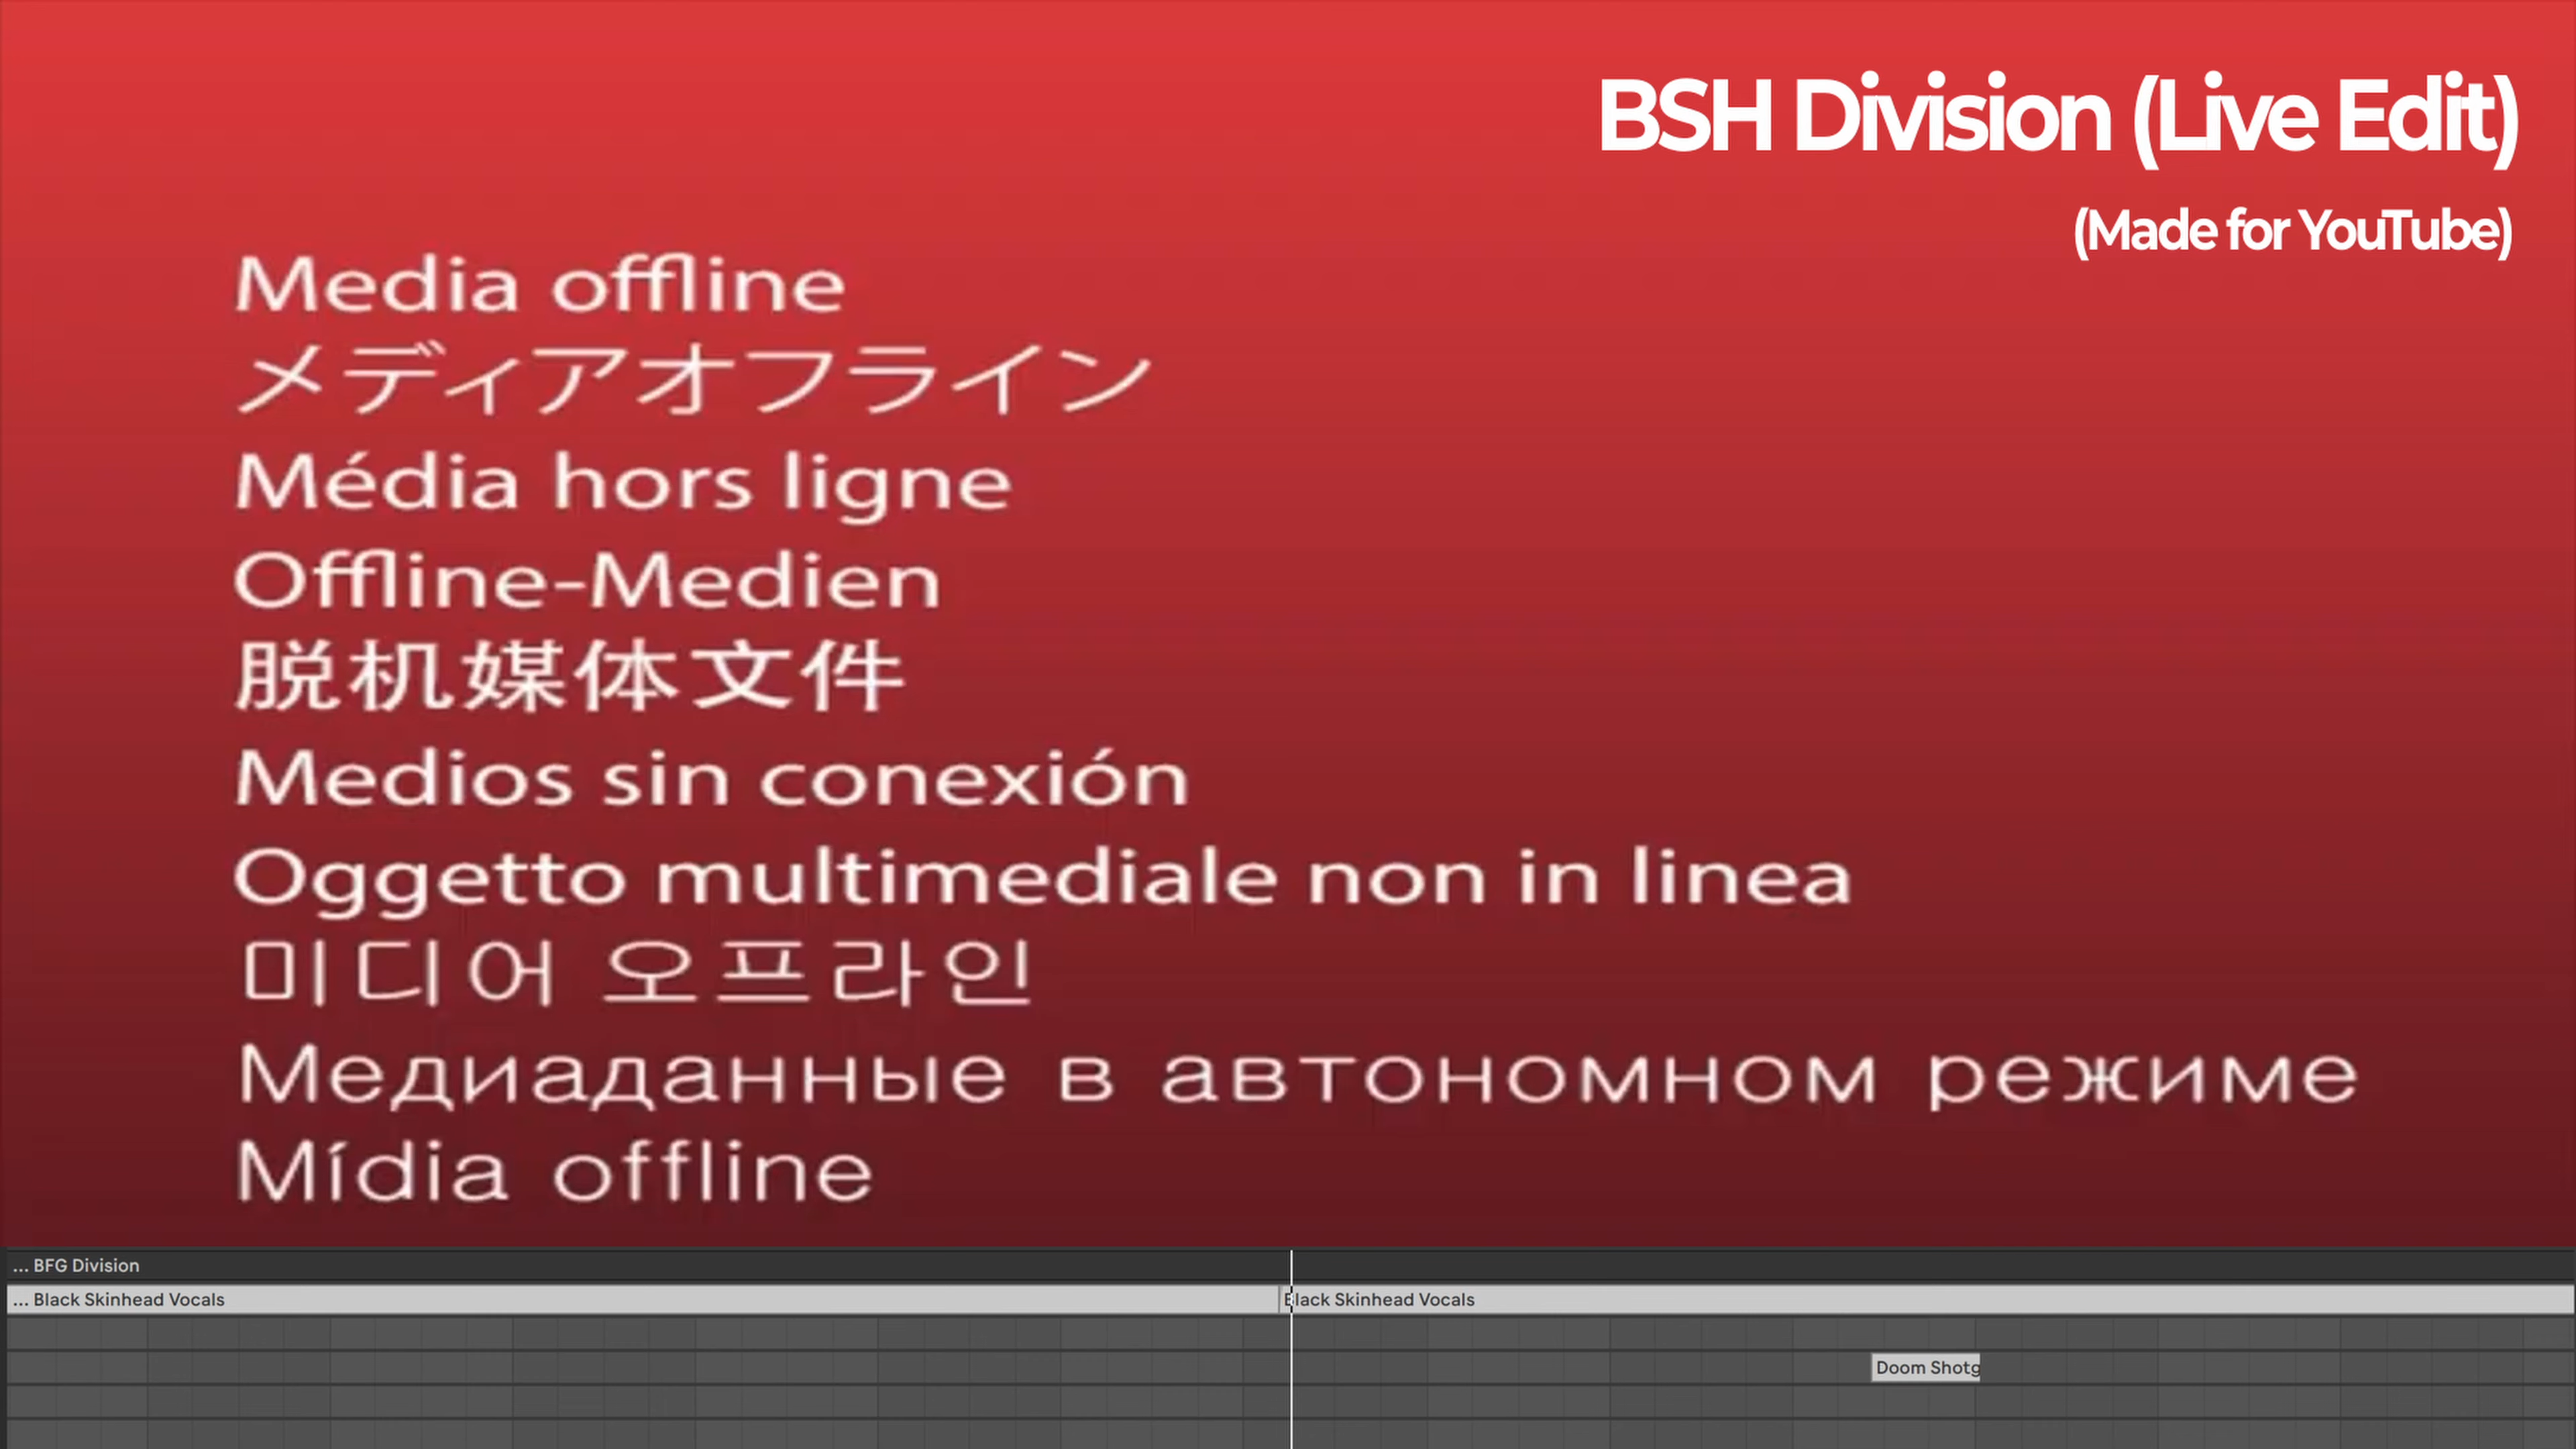 BSH Division (Live Edit)
(Made for YouTube)
Media offline
メディアオフライン
Média hors ligne
Offline-Medien
脱机媒体文件
Medios sin conexión
Oggetto multimediale non in linea
미디어 오프라인
Медиаданные в автономном режиме
Mídia offline
... BFG Division
... Black Skinhead Vocals
Black Skinhead Vocals
Doom Shotg